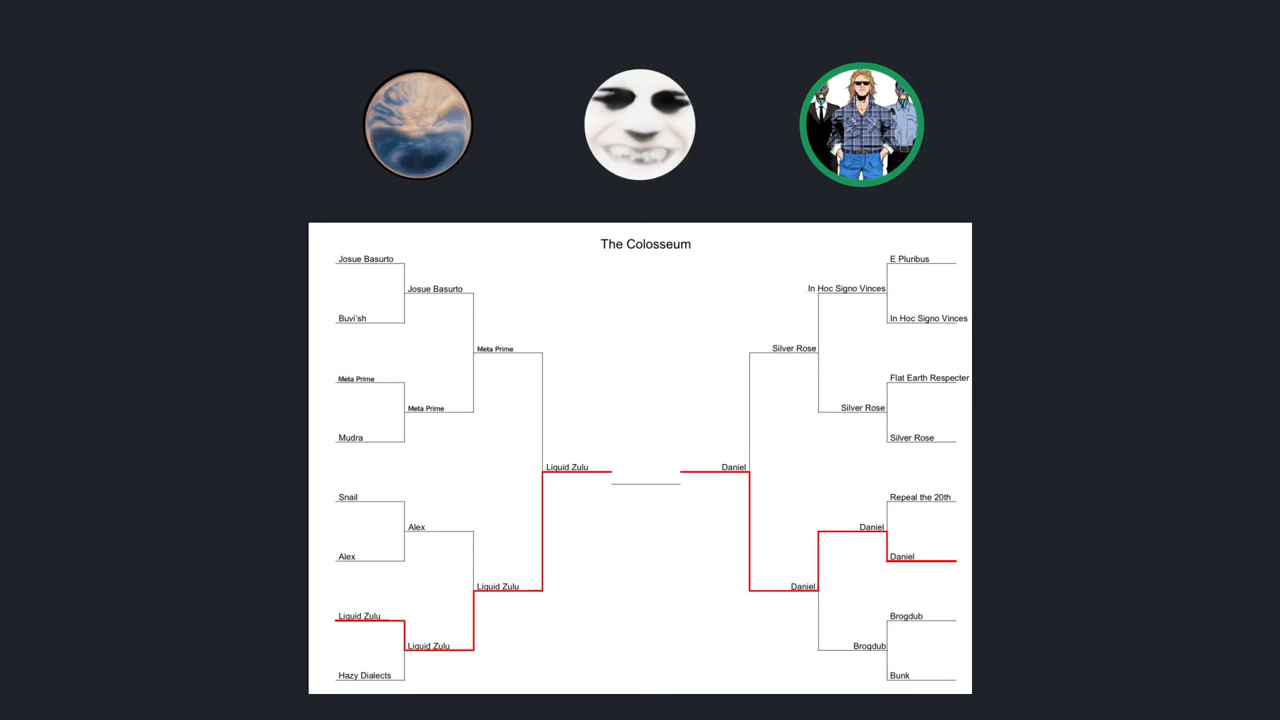 The Colosseum
Josue Basurto
E Pluribus
Josue Basurto
In Hoc Signo Vinces
Buvi'sh
In Hoc Signo Vinces
Meta Prime
Silver Rose
Meta Prime
Flat Earth Respecter
Meta Prime
Silver Rose
Mudra
Silver Rose
Liquid Zulu
Daniel
Snail
Repeal the 20th
Alex
Daniel
Alex
Daniel
Liquid Zulu
Daniel
Liquid Zulu
Brogdub
Liquid Zulu
Brogdub
Hazy Dialects
Bunk